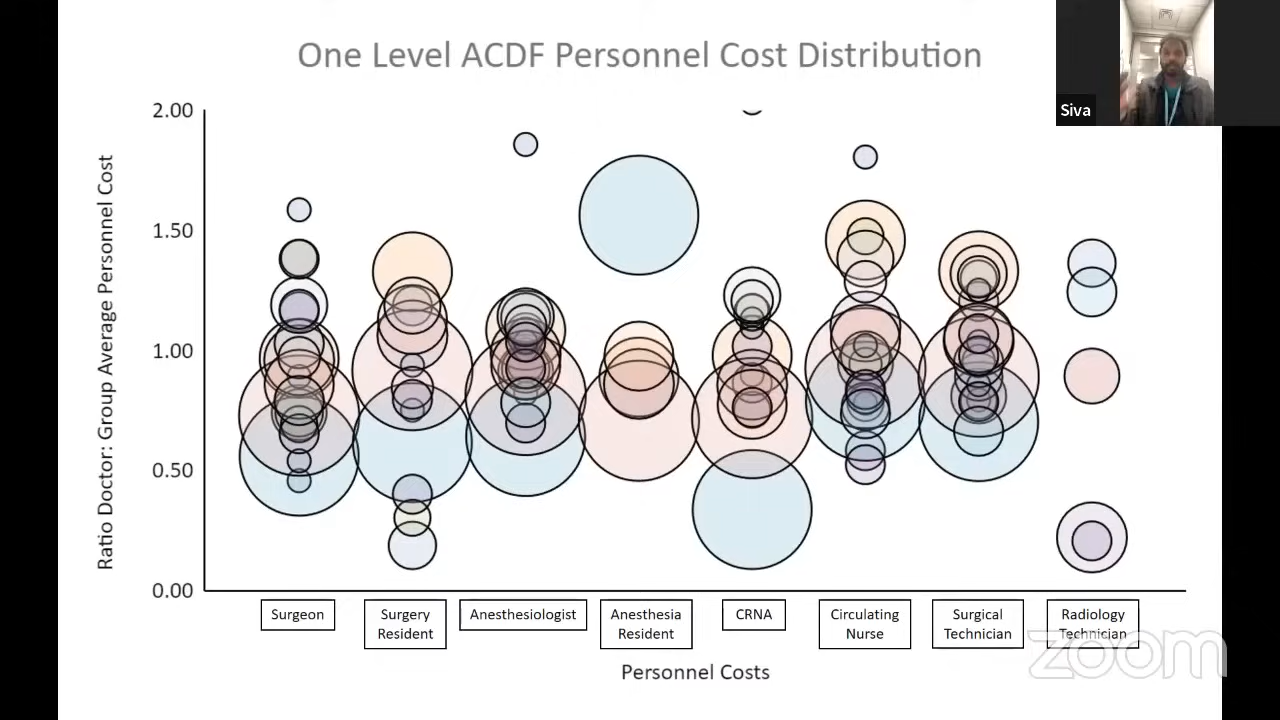 One Level ACDF Personnel Cost Distribution
Siva
Ratio Doctor: Group Average Personnel Cost
2.00
1.50
1.00
0.50
0.00
Surgeon
Surgery
Resident
Anesthesiologist
Anesthesia
Resident
CRNA
Circulating
Nurse
Surgical
Technician
Radiology
Technician
Personnel Costs
zoom